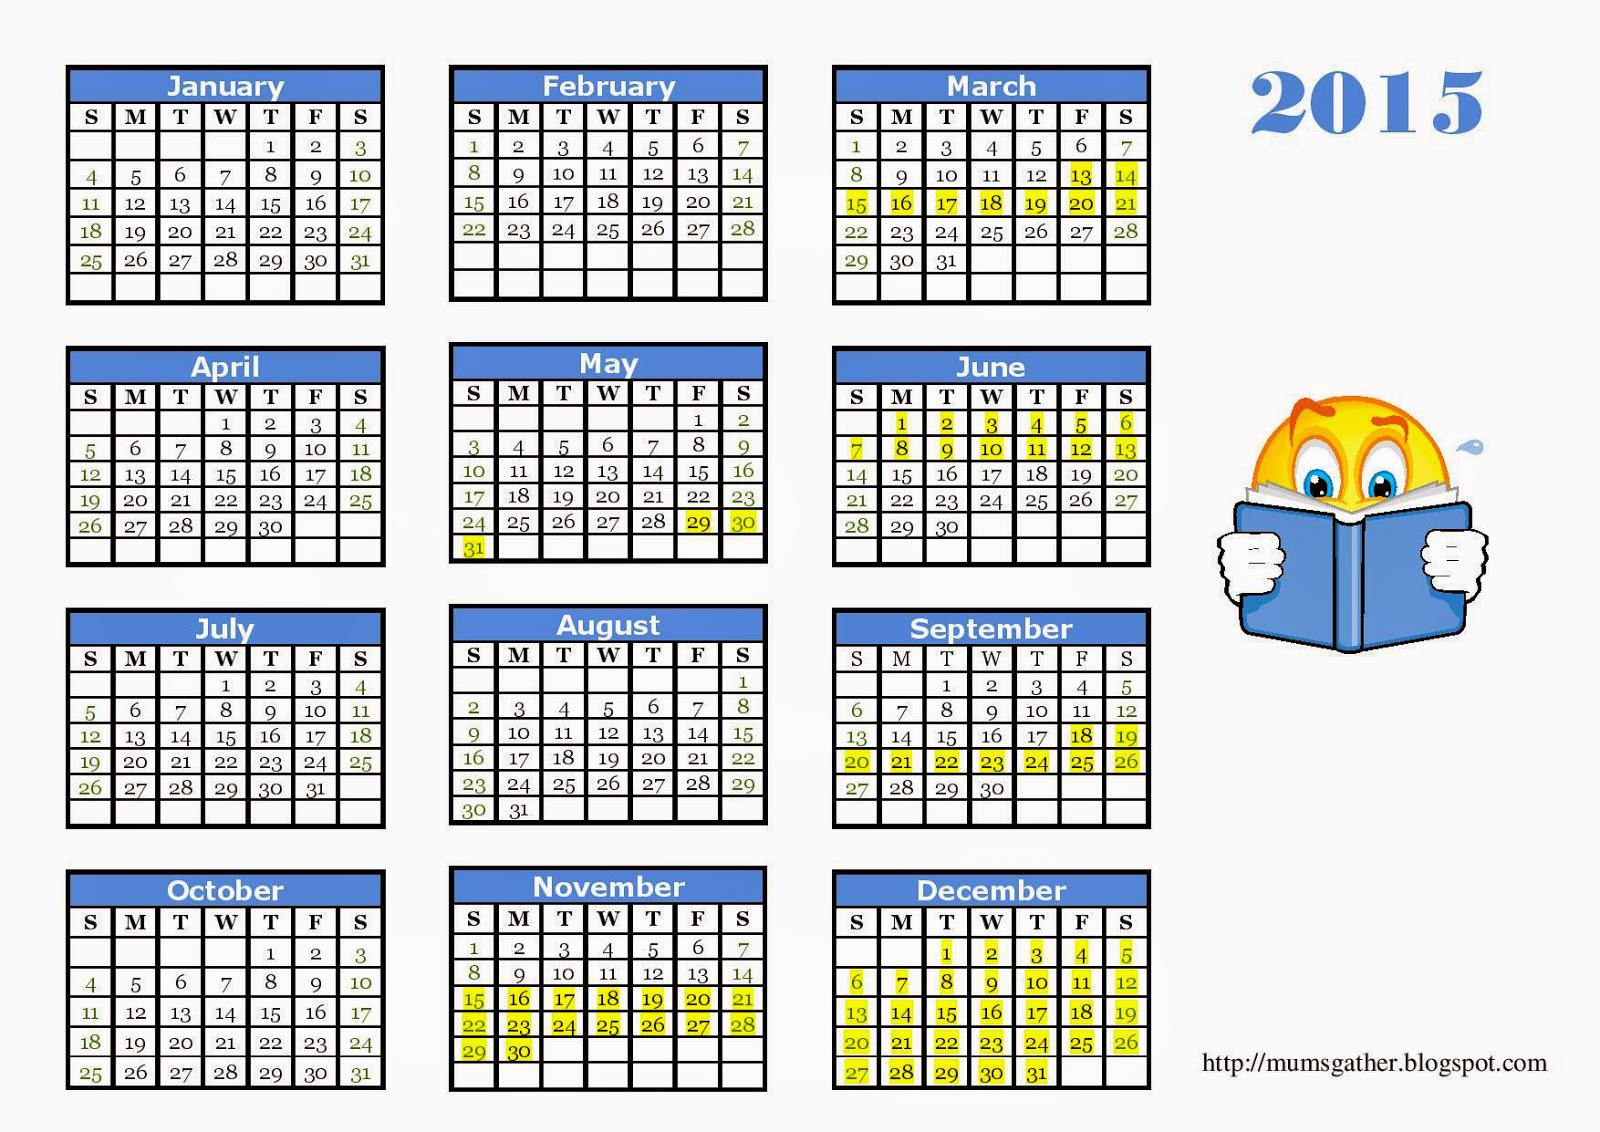 2015
January
S M T W T F S
1 2 3
4 5 6 7 8 9 10
11 12 13 14 15 16 17
18 19 20 21 22 23 24
25 26 27 28 29 30 31
February
S M T W T F S
1 2 3 4 5 6 7
8 9 10 11 12 13 14
15 16 17 18 19 20 21
22 23 24 25 26 27 28
March
S M T W T F S
1 2 3 4 5 6 7
8 9 10 11 12 13 14
15 16 17 18 19 20 21
22 23 24 25 26 27 28
29 30 31
April
S M T W T F S
1 2 3 4
5 6 7 8 9 10 11
12 13 14 15 16 17 18
19 20 21 22 23 24 25
26 27 28 29 30
May
S M T W T F S
1 2
3 4 5 6 7 8 9
10 11 12 13 14 15 16
17 18 19 20 21 22 23
24 25 26 27 28 29 30
31
June
S M T W T F S
1 2 3 4 5 6
7 8 9 10 11 12 13
14 15 16 17 18 19 20
21 22 23 24 25 26 27
28 29 30
July
S M T W T F S
1 2 3 4
5 6 7 8 9 10 11
12 13 14 15 16 17 18
19 20 21 22 23 24 25
26 27 28 29 30 31
August
S M T W T F S
1
2 3 4 5 6 7 8
9 10 11 12 13 14 15
16 17 18 19 20 21 22
23 24 25 26 27 28 29
30 31
September
S M T W T F S
1 2 3 4 5
6 7 8 9 10 11 12
13 14 15 16 17 18 19
20 21 22 23 24 25 26
27 28 29 30
October
S M T W T F S
1 2 3
4 5 6 7 8 9 10
11 12 13 14 15 16 17
18 19 20 21 22 23 24
25 26 27 28 29 30 31
November
S M T W T F S
1 2 3 4 5 6 7
8 9 10 11 12 13 14
15 16 17 18 19 20 21
22 23 24 25 26 27 28
29 30
December
S M T W T F S
1 2 3 4 5
6 7 8 9 10 11 12
13 14 15 16 17 18 19
20 21 22 23 24 25 26
27 28 29 30 31
http://mumsgather.blogspot.com